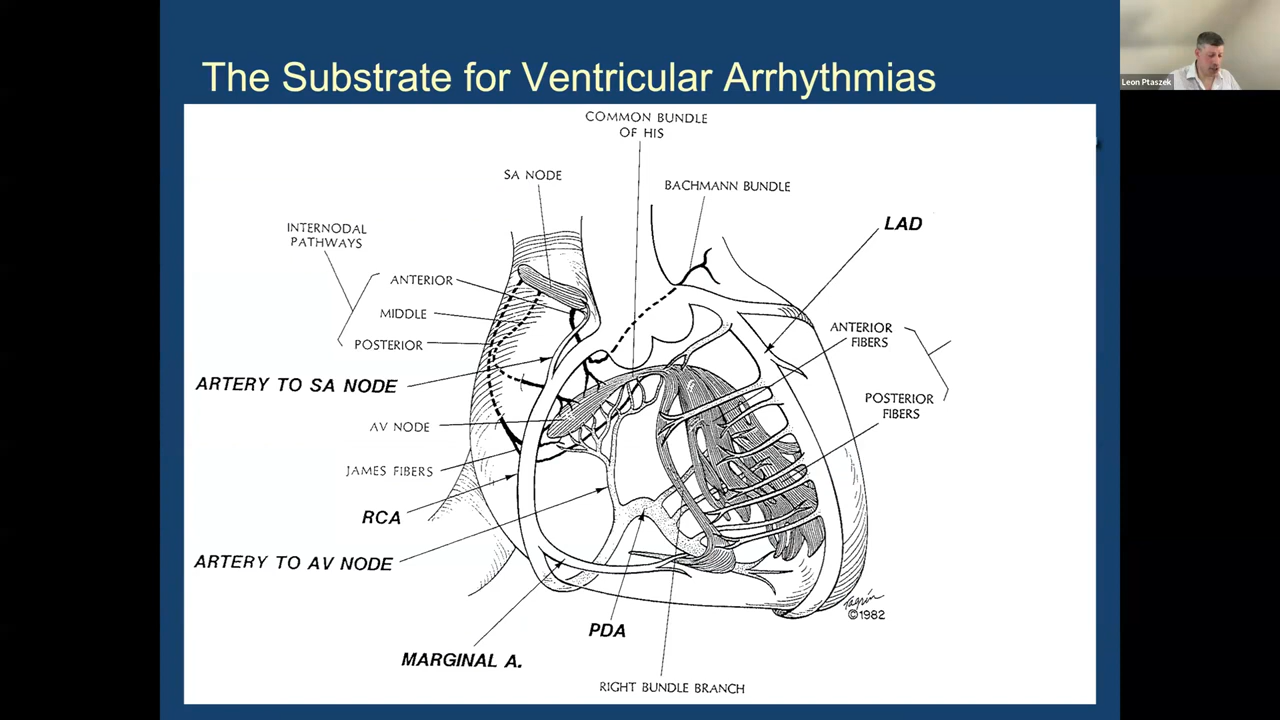 The Substrate for Ventricular Arrhythmias
Leon Ptaszek
COMMON BUNDLE
OF HIS
SA NODE
BACHMANN BUNDLE
LAD
INTERNODAL
PATHWAYS
ANTERIOR
MIDDLE
POSTERIOR
ANTERIOR
FIBERS
ARTERY TO SA NODE
POSTERIOR
FIBERS
AV NODE
JAMES FIBERS
RCA
ARTERY TO AV NODE
Tagrin
©1982
PDA
MARGINAL A.
RIGHT BUNDLE BRANCH